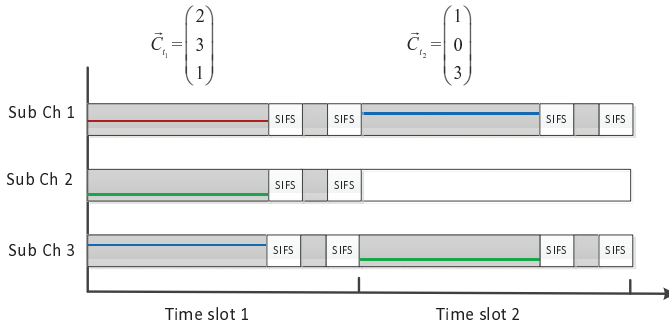 C⃗t₁ = (2 3 1)
C⃗t₂ = (1 0 3)
Sub Ch 1 SIFS SIFS SIFS SIFS
Sub Ch 2 SIFS SIFS
Sub Ch 3 SIFS SIFS SIFS SIFS
Time slot 1 Time slot 2